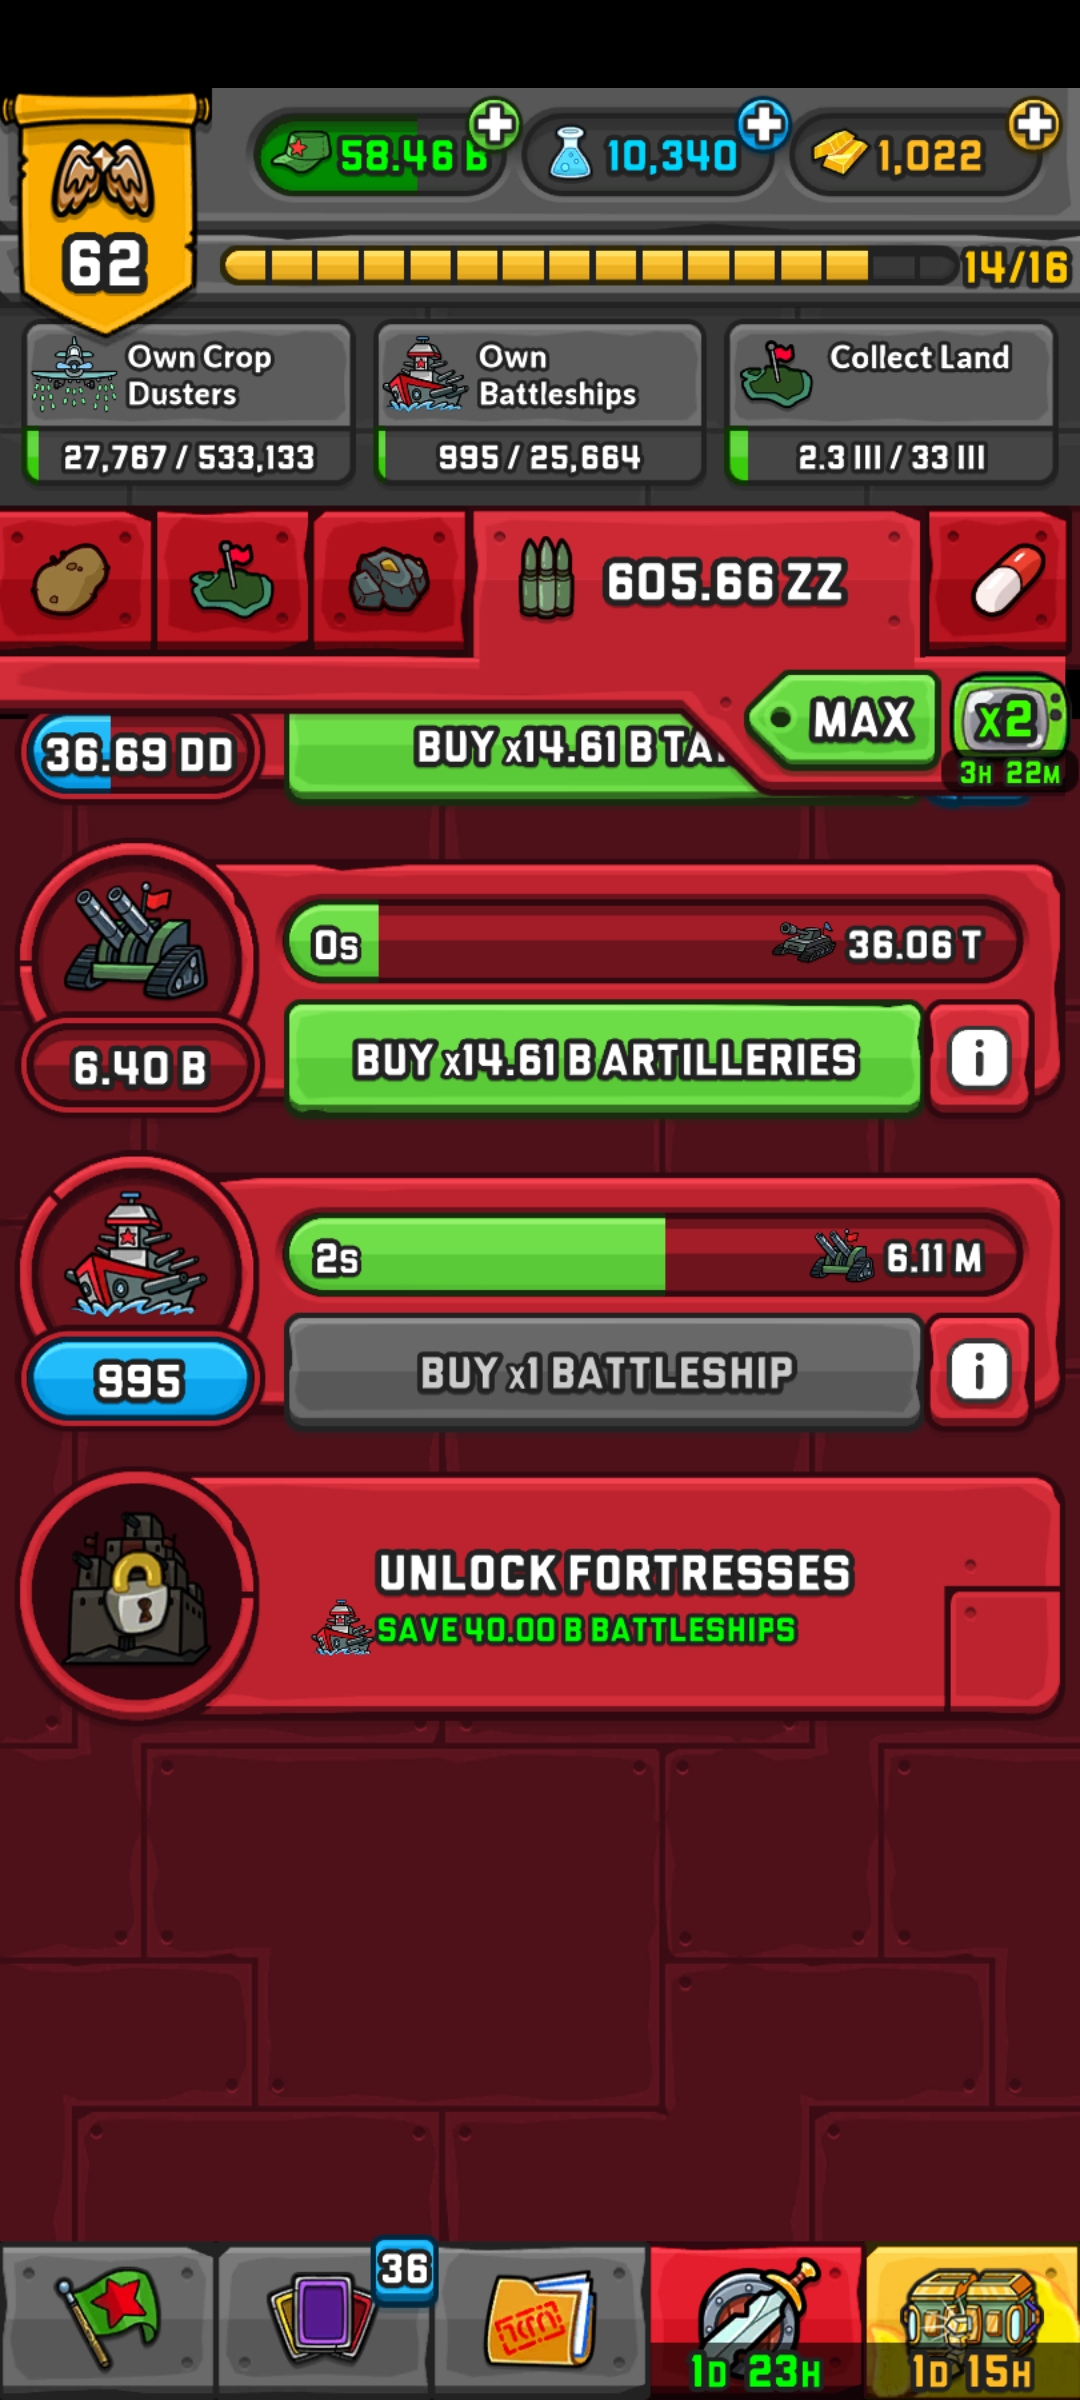 58.46 B
10,340
1,022
62
14/16
Own Crop
Dusters
27,767 / 533,133
Own
Battleships
995 / 25,664
Collect Land
2.3 III / 33 III
605.66 ZZ
MAX
x2
3H 22M
36.69 DD
BUY x14.61 B TA
0s
36.06 T
6.40 B
BUY x14.61 B ARTILLERIES
i
2s
6.11 M
995
BUY x1 BATTLESHIP
i
UNLOCK FORTRESSES
SAVE 40.00 B BATTLESHIPS
36
1D 23H
1D 15H